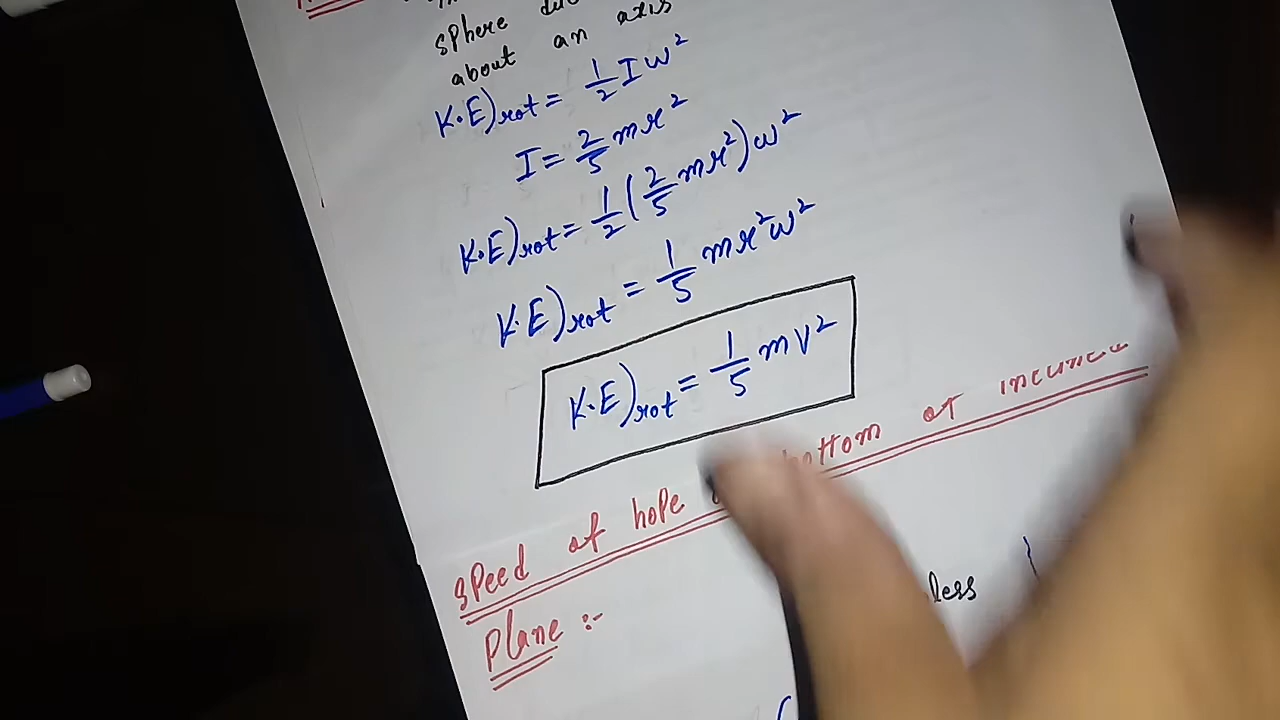 sphere
about an axis
K.E)rot = 1/2 I ω²
I = 2/5 mr²
K.E)rot = 1/2 (2/5 mr²) ω²
K.E)rot = 1/5 mr²ω²
K.E)rot = 1/5 mV²
speed of hope bottom of
Plane :-
less